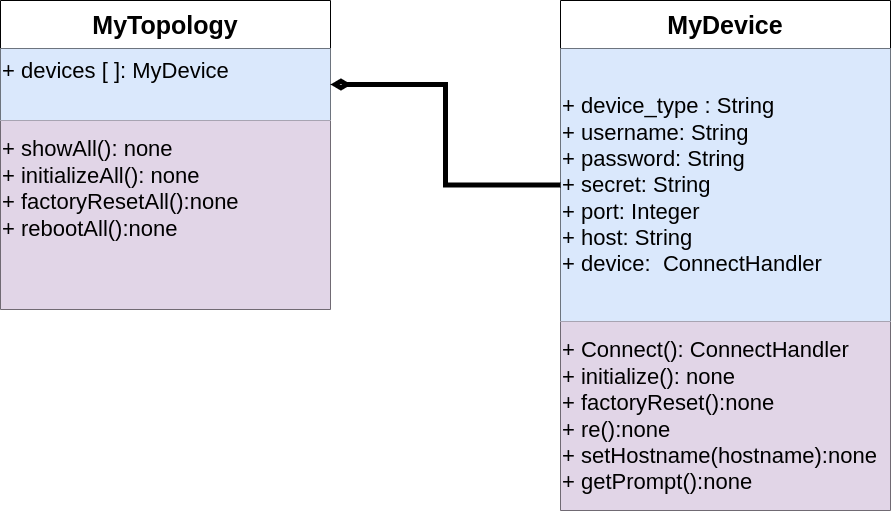 MyTopology
+ devices [ ]: MyDevice
+ showAll(): none
+ initializeAll(): none
+ factoryResetAll():none
+ rebootAll():none
MyDevice
+ device_type : String
+ username: String
+ password: String
+ secret: String
+ port: Integer
+ host: String
+ device:  ConnectHandler
+ Connect(): ConnectHandler
+ initialize(): none
+ factoryReset():none
+ re():none
+ setHostname(hostname):none
+ getPrompt():none